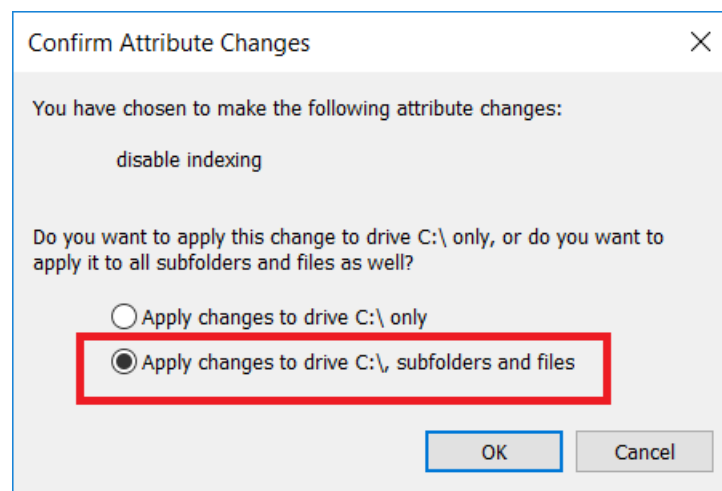 Confirm Attribute Changes
You have chosen to make the following attribute changes:
disable indexing
Do you want to apply this change to drive C:\ only, or do you want to
apply it to all subfolders and files as well?
Apply changes to drive C:\ only
Apply changes to drive C:\, subfolders and files
OK Cancel